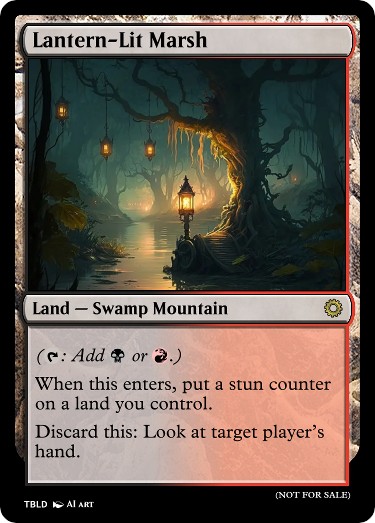 Lantern-Lit Marsh
Land — Swamp Mountain
(: Add or .)
When this enters, put a stun counter
on a land you control.
Discard this: Look at target player's
hand.
TBLD AI ART
(NOT FOR SALE)